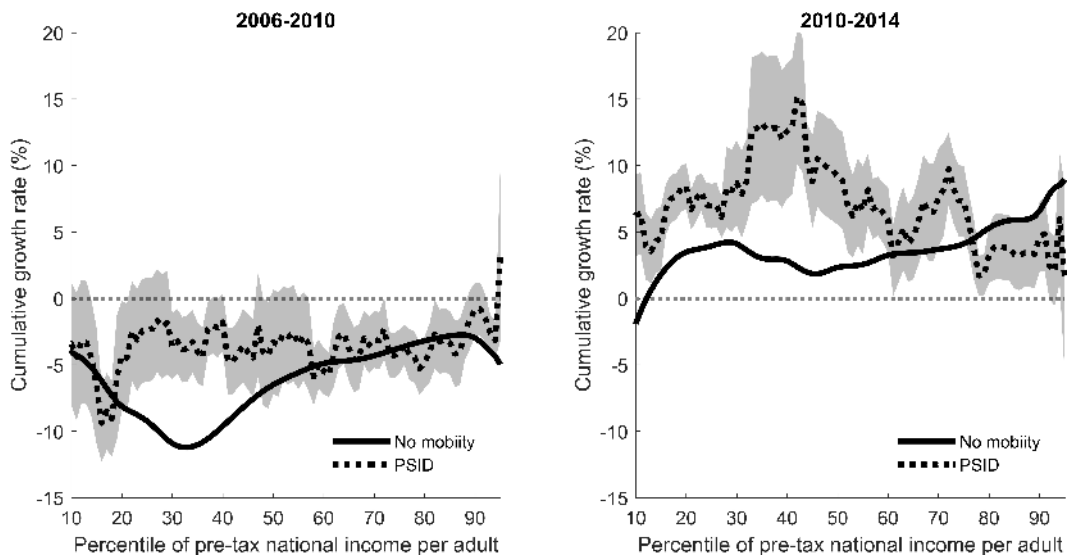 2006-2010
20
15
10
5
0
-5
-10
-15
10 20 30 40 50 60 70 80 90
Cumulative growth rate (%)
Percentile of pre-tax national income per adult
No mobiity
PSID
2010-2014
20
15
10
5
0
-5
-10
-15
10 20 30 40 50 60 70 80 90
Cumulative growth rate (%)
Percentile of pre-tax national income per adult
No mobility
PSID